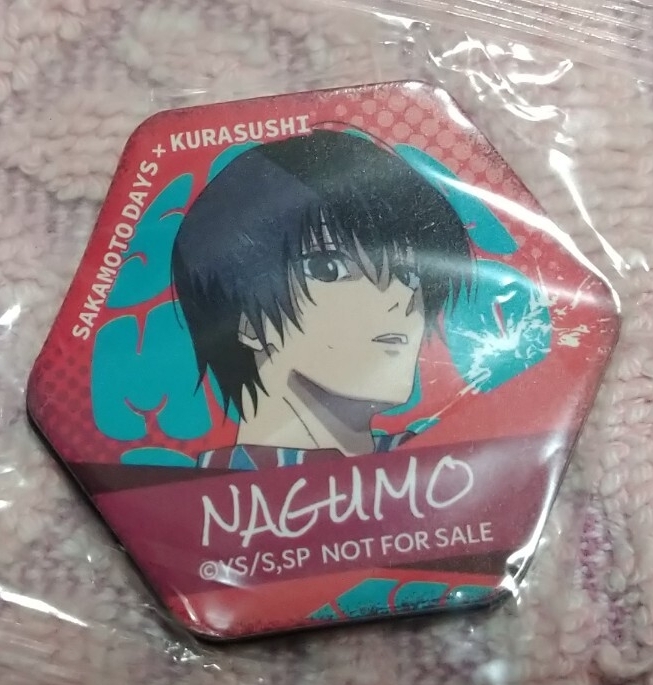 SAKAMOTO DAYS + KURASUSHI
NAGUMO
©YS/S,SP NOT FOR SALE